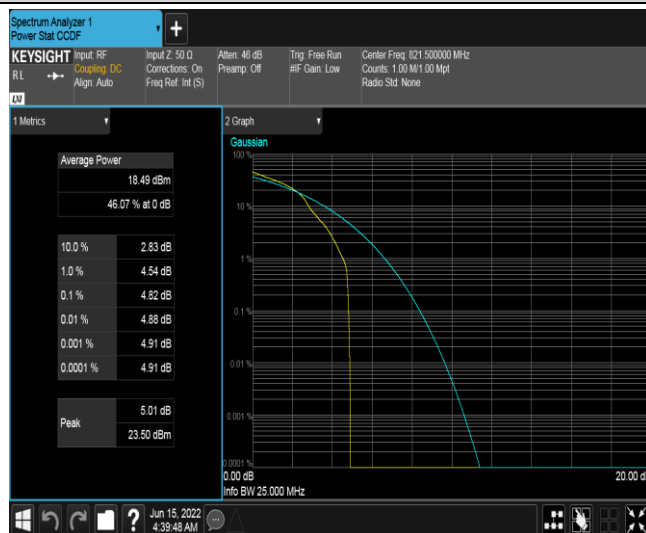 Spectrum Analyzer 1
Power Stat CCDF
KEYSIGHT
RL
LXI
Input: RF
Coupling: DC
Align: Auto
Input Z: 50 Ω
Corrections: On
Freq Ref: Int (S)
Atten: 46 dB
Preamp: Off
Trig: Free Run
#IF Gain: Low
Center Freq: 821.500000 MHz
Counts: 1.00 M/1.00 Mpt
Radio Std: None
1 Metrics
Average Power
18.49 dBm
46.07 % at 0 dB
10.0 % 2.83 dB
1.0 % 4.54 dB
0.1 % 4.82 dB
0.01 % 4.88 dB
0.001 % 4.91 dB
0.0001 % 4.91 dB
Peak
5.01 dB
23.50 dBm
2 Graph
Gaussian
100 %
10 %
1 %
0.1 %
0.01 %
0.001 %
0.0001 %
0.00 dB
20.00 d
Info BW 25.000 MHz
?
Jun 15, 2022
4:39:48 AM